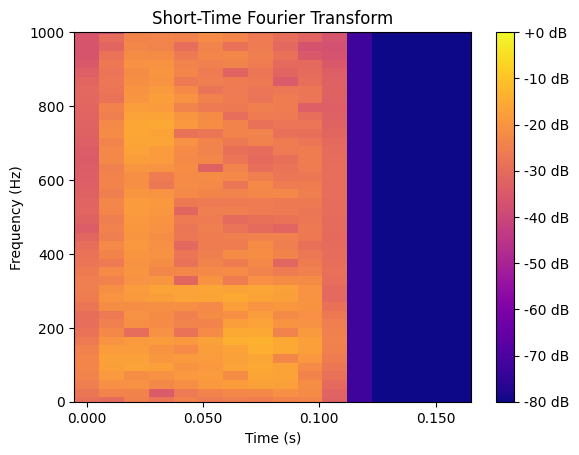 Short-Time Fourier Transform
Frequency (Hz)
1000
800
600
400
200
0
0.000
0.050
0.100
0.150
Time (s)
+0 dB
-10 dB
-20 dB
-30 dB
-40 dB
-50 dB
-60 dB
-70 dB
-80 dB